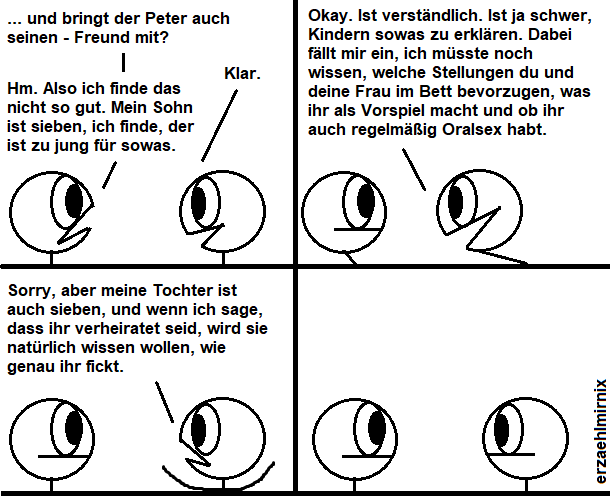 ... und bringt der Peter auch
seinen - Freund mit?
Klar.
Hm. Also ich finde das
nicht so gut. Mein Sohn
ist sieben, ich finde, der
ist zu jung für sowas.
Okay. Ist verständlich. Ist ja schwer,
Kindern sowas zu erklären. Dabei
fällt mir ein, ich müsste noch
wissen, welche Stellungen du und
deine Frau im Bett bevorzugen, was
ihr als Vorspiel macht und ob ihr
auch regelmäßig Oralsex habt.
Sorry, aber meine Tochter ist
auch sieben, und wenn ich sage,
dass ihr verheiratet seid, wird sie
natürlich wissen wollen, wie
genau ihr fickt.
erzaehlmirnix